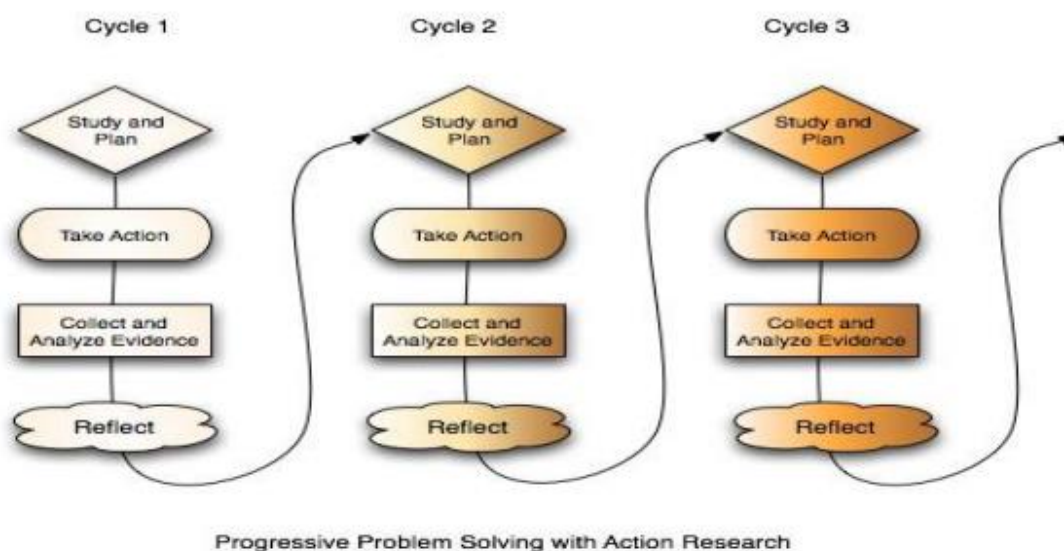 Cycle 1
Study and
Plan
Take Action
Collect and
Analyze Evidence
Reflect
Cycle 2
Study and
Plan
Take Action
Collect and
Analyze Evidence
Reflect
Cycle 3
Study and
Plan
Take Action
Collect and
Analyze Evidence
Reflect
Progressive Problem Solving with Action Research